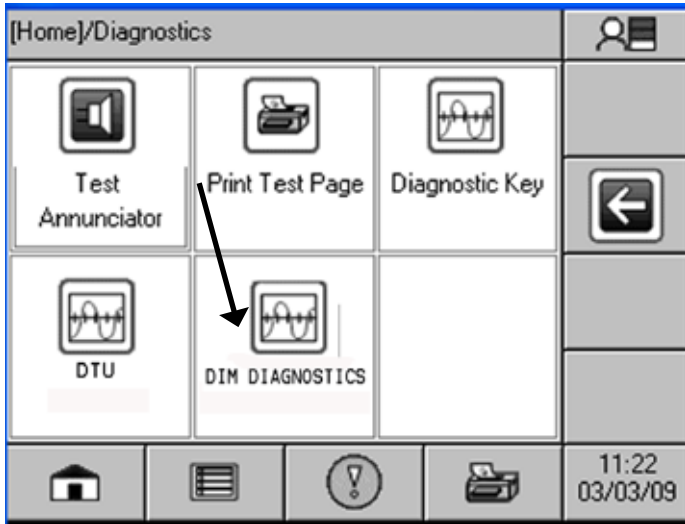 [Home]/Diagnostics
Test
Annunciator
Print Test Page
Diagnostic Key
DTU
DIM DIAGNOSTICS
11:22
03/03/09